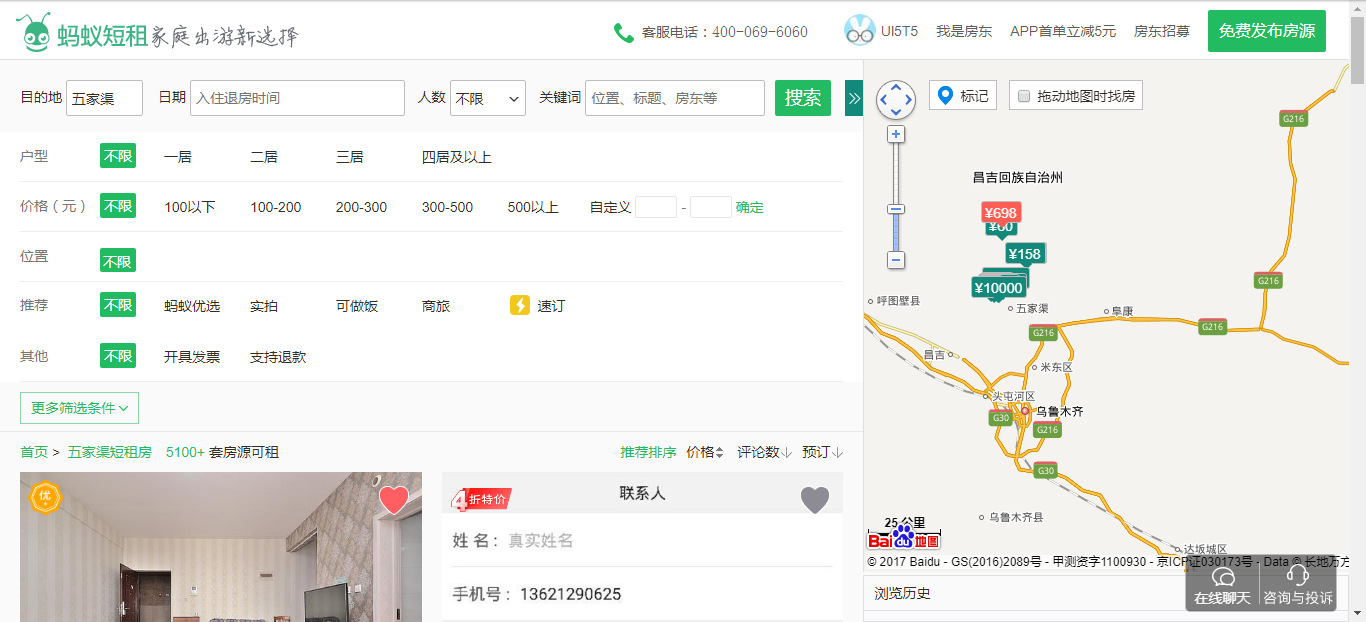 蚂蚁短租 家庭出游新选择
客服电话：400-069-6060
UI5T5 我是房东 APP首单立减5元 房东招募 免费发布房源
目的地 五家渠 日期 入住退房时间 人数 不限 关键词 位置、标题、房东等 搜索 »
户型 不限 一居 二居 三居 四居及以上
价格（元） 不限 100以下 100-200 200-300 300-500 500以上 自定义 - 确定
位置 不限
推荐 不限 蚂蚁优选 实拍 可做饭 商旅 速订
其他 不限 开具发票 支持退款
更多筛选条件
首页 > 五家渠短租房 5100+ 套房源可租
推荐排序 价格 评论数 预订
优
4折特价
联系人
姓 名： 真实姓名
手机号： 13621290625
标记 拖动地图时找房
G216
昌吉回族自治州
¥698
¥60
¥158
G216
¥10000
呼图壁县
五家渠
阜康
G216
G216
昌吉
米东区
头屯河区
乌鲁木齐
G30
G216
G30
25 公里
乌鲁木齐县
Bai du 地图
达坂城区
© 2017 Baidu - GS(2016)2089号 - 甲测资字1100930 - 京ICP证030173号 - Data © 长地万方
在线聊天 咨询与投诉
浏览历史